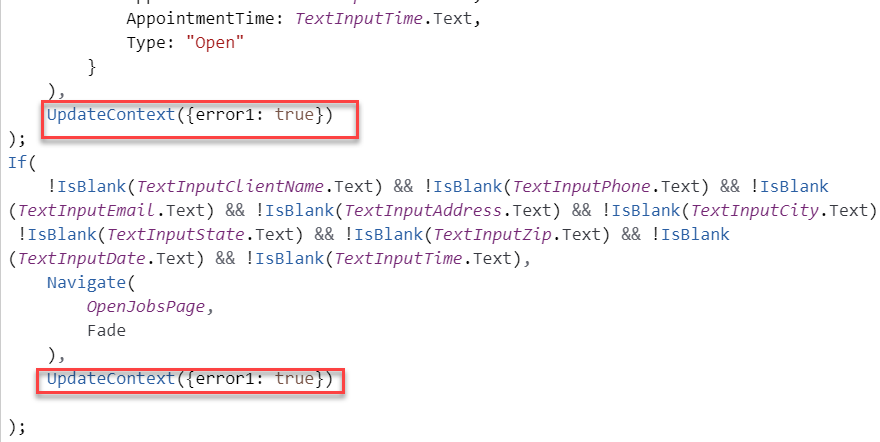 AppointmentTime: TextInputTime.Text,
Type: "Open"
}
),
UpdateContext({error1: true})
);
If(
!IsBlank(TextInputClientName.Text) && !IsBlank(TextInputPhone.Text) && !IsBlank
(TextInputEmail.Text) && !IsBlank(TextInputAddress.Text) && !IsBlank(TextInputCity.Text)
!IsBlank(TextInputState.Text) && !IsBlank(TextInputZip.Text) && !IsBlank
(TextInputDate.Text) && !IsBlank(TextInputTime.Text),
Navigate(
OpenJobsPage,
Fade
),
UpdateContext({error1: true})
);